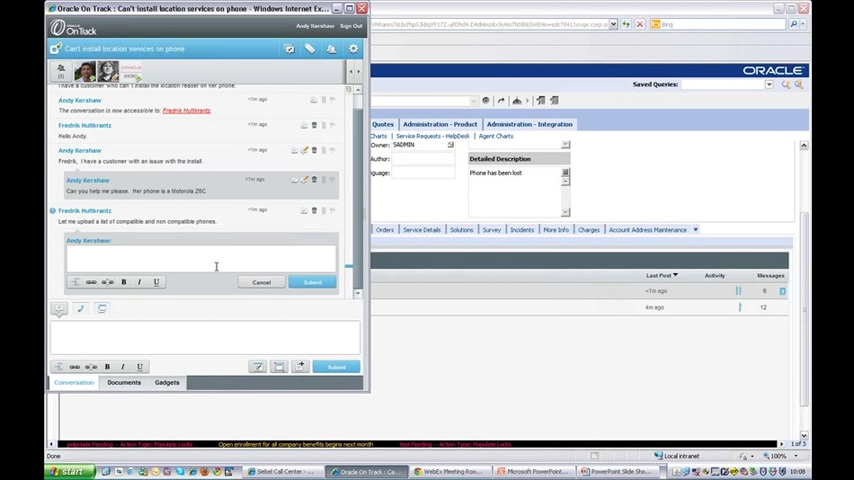 Oracle On Track : Can't install location services on phone - Windows Internet Ex...
ORACLE
On Track
Andy Kershaw
Sign Out
Can't install location services on phone
I have a customer who can't install the location reader on her phone.
Andy Kershaw
<1m ago
The conversation is now accessible to Fredrik Hultkrantz
Fredrik Hultkrantz
<1m ago
Hello Andy.
Andy Kershaw
<1m ago
Fredrik, I have a customer with an issue with the install.
Andy Kershaw
<1m ago
Can you help me please. Her phone is a Motorola Z6C
Fredrik Hultkrantz
<1m ago
Let me upload a list of compatible and non compatible phones.
Andy Kershaw:
B I U
Cancel
Submit
B I U
Submit
Conversation
Documents
Gadgets
Bing
ORACLE
Saved Queries:
Quotes
Administration - Product
Administration - Integration
Charts
Service Requests - HelpDesk
Agent Charts
Owner:
SADMIN
Author:
Detailed Description
Phone has been lost
Orders
Service Details
Solutions
Survey
Incidents
More Info
Charges
Account Address Maintenance
Last Post
Activity
Messages
<1m ago
6
4m ago
12
Open enrollment for all company benefits begins next month
1 of 3
Done
Local intranet
100%
start
Siebel Call Center - ...
Oracle On Track : Ca...
WebEx Meeting Roo...
Microsoft PowerPoint...
PowerPoint Slide Sho...
10:08